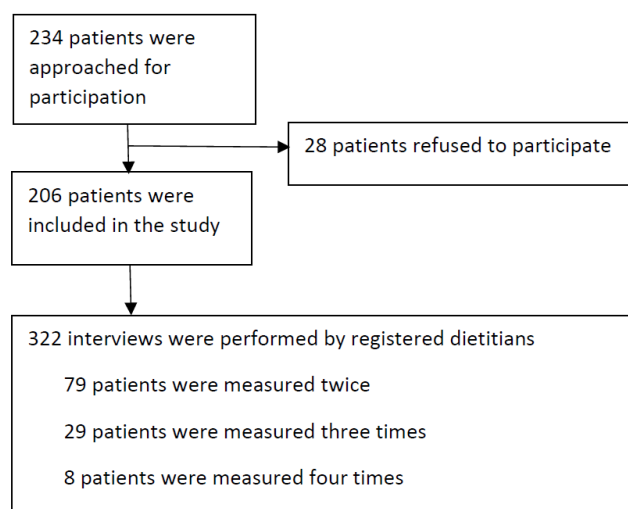 234 patients were
approached for
participation
28 patients refused to participate
206 patients were
included in the study
322 interviews were performed by registered dietitians
79 patients were measured twice
29 patients were measured three times
8 patients were measured four times